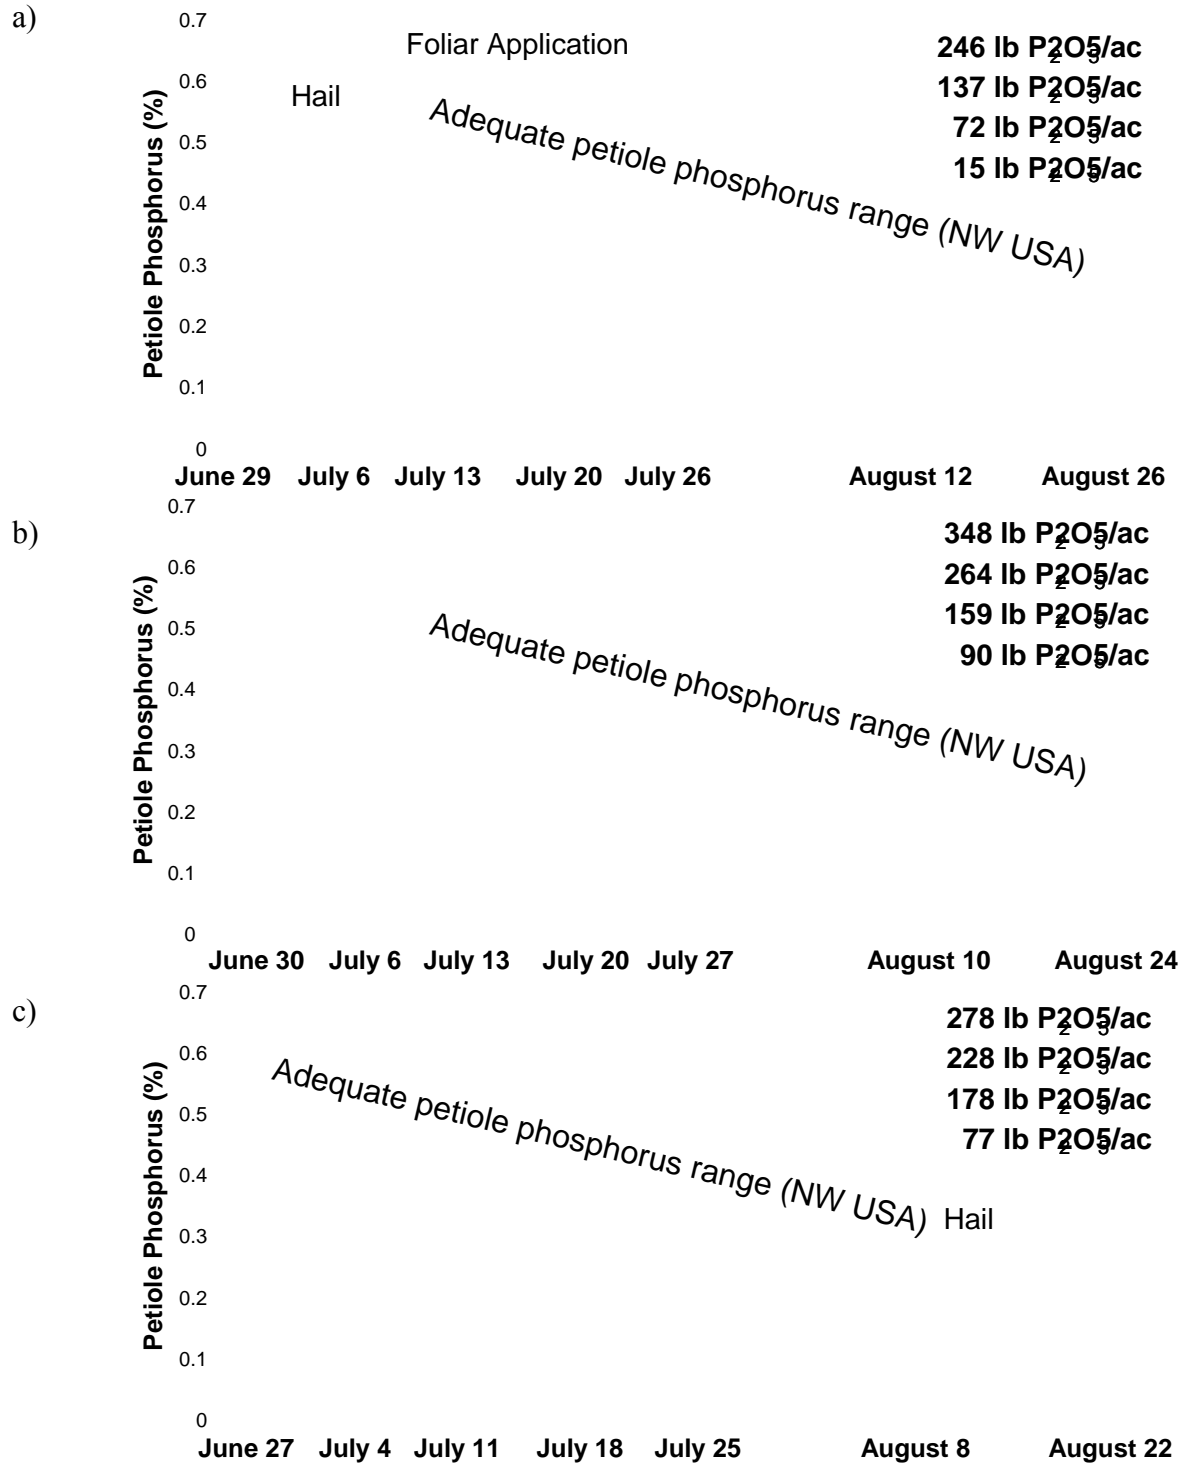 a)
0.7
Foliar Application
246 lb P2O5/ac
0.6
Hail
137 lb P2O5/ac
Adequate petiole phosphorus range (NW USA)
72 lb P2O5/ac
0.5
15 lb P2O5/ac
0.4
Petiole Phosphorus (%)
0.3
0.2
0.1
0
June 29 July 6 July 13 July 20 July 26 August 12 August 26
b)
0.7
348 lb P2O5/ac
0.6
264 lb P2O5/ac
0.5
159 lb P2O5/ac
Adequate petiole phosphorus range (NW USA)
90 lb P2O5/ac
0.4
Petiole Phosphorus (%)
0.3
0.2
0.1
0
June 30 July 6 July 13 July 20 July 27 August 10 August 24
c)
0.7
278 lb P2O5/ac
0.6
228 lb P2O5/ac
Adequate petiole phosphorus range (NW USA)
178 lb P2O5/ac
0.5
77 lb P2O5/ac
0.4
Petiole Phosphorus (%)
Hail
0.3
0.2
0.1
0
June 27 July 4 July 11 July 18 July 25 August 8 August 22